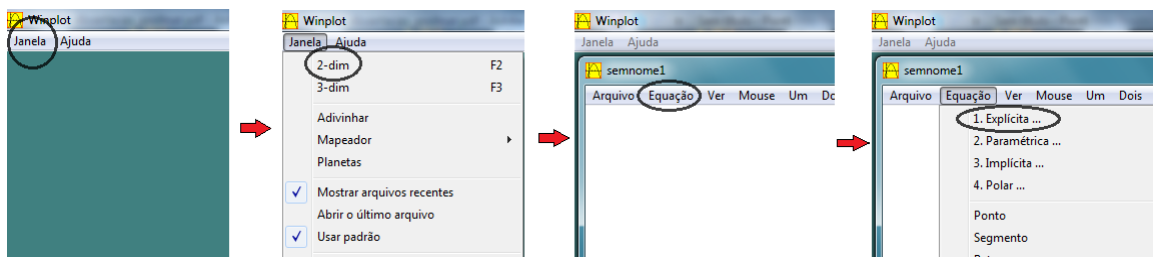 Winplot
Janela Ajuda
Winplot
Janela Ajuda
2-dim F2
3-dim F3
Adivinhar
Mapeador
Planetas
Mostrar arquivos recentes
Abrir o último arquivo
Usar padrão
Winplot
Janela Ajuda
semnome1
Arquivo Equação Ver Mouse Um
Winplot
Janela Ajuda
semnome1
Arquivo Equação Ver Mouse Um Dois
1. Explícita ...
2. Paramétrica ...
3. Implícita ...
4. Polar ...
Ponto
Segmento